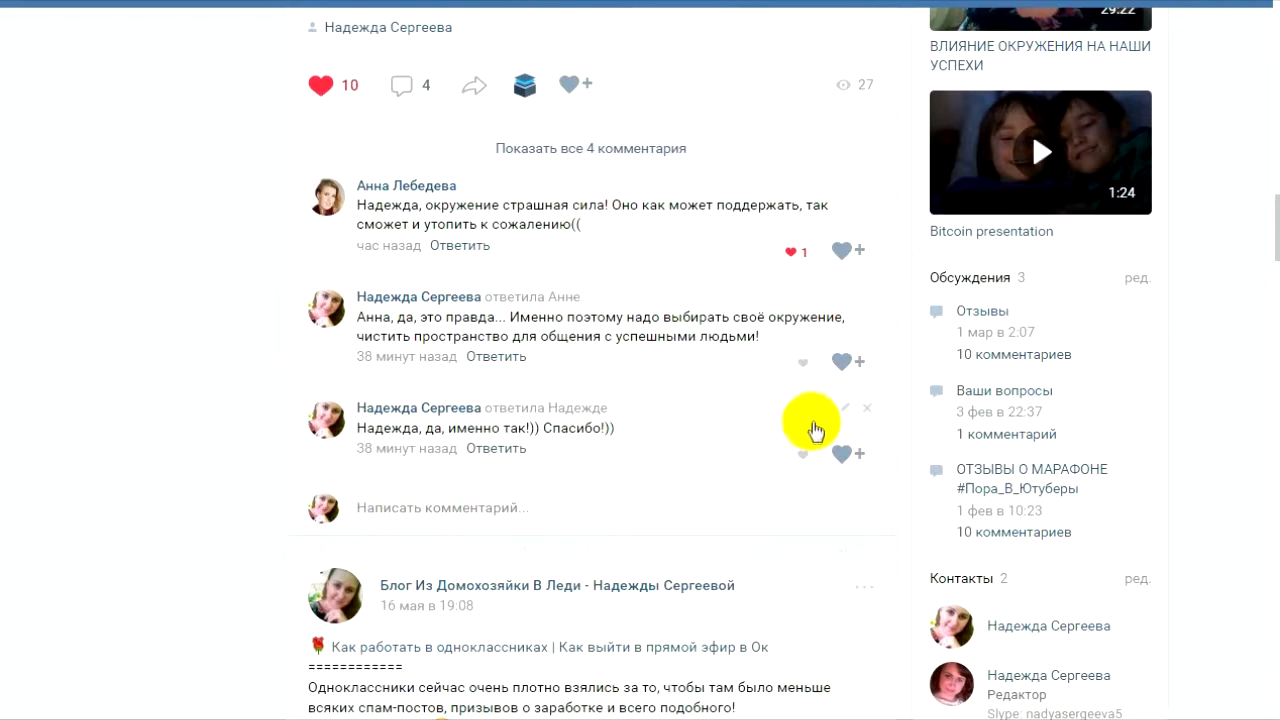 Надежда Сергеева
10
4
27
Показать все 4 комментария
Анна Лебедева
Надежда, окружение страшная сила! Оно как может поддержать, так
сможет и утопить к сожалению((
час назад Ответить
1
Надежда Сергеева ответила Анне
Анна, да, это правда... Именно поэтому надо выбирать своё окружение,
чистить пространство для общения с успешными людьми!
38 минут назад Ответить
Надежда Сергеева ответила Надежде
Надежда, да, именно так!)) Спасибо!))
38 минут назад Ответить
Написать комментарий...
Блог Из Домохозяйки В Леди - Надежды Сергеевой
16 мая в 19:08
Как работать в одноклассниках | Как выйти в прямой эфир в Ок
============
Одноклассники сейчас очень плотно взялись за то, чтобы там было меньше
всяких спам-постов, призывов о заработке и всего подобного!
29:22
ВЛИЯНИЕ ОКРУЖЕНИЯ НА НАШИ
УСПЕХИ
1:24
Bitcoin presentation
Обсуждения 3 ред.
Отзывы
1 мар в 2:07
10 комментариев
Ваши вопросы
3 фев в 22:37
1 комментарий
ОТЗЫВЫ О МАРАФОНЕ
#Пора_В_Ютуберы
1 фев в 10:23
10 комментариев
Контакты 2 ред.
Надежда Сергеева
Надежда Сергеева
Редактор
Skype: nadyasergeeva5